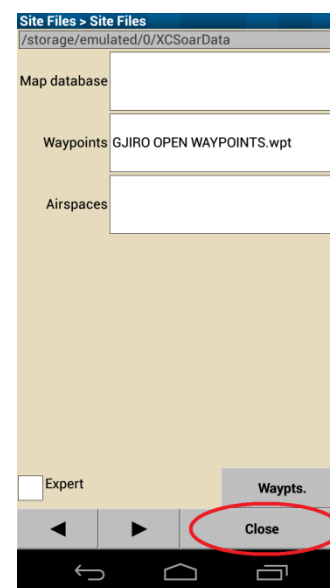 Site Files > Site Files
/storage/emulated/0/XCSoarData
Map database
Waypoints GJIRO OPEN WAYPOINTS.wpt
Airspaces
Expert
Waypts.
Close